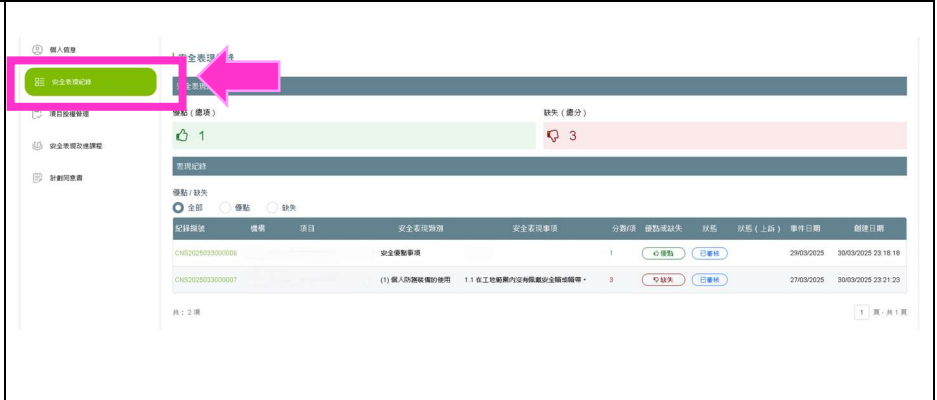 個人信息
安全表現紀錄
項目授權管理
安全表現改進課程
計劃同意書
安全表現
優點 ( 總項 )
缺失 ( 總分 )
1
3
表現紀錄
優點 / 缺失
全部 優點 缺失
紀錄編號 機構 項目 安全表現類別 安全表現事項 分數/項 優點或缺失 狀態 狀態 ( 上訴 ) 事件日期 創建日期
CNS2025033000006 安全優點事項 1 優點 已審核 29/03/2025 30/03/2025 23:18:18
CNS2025033000007 (1) 個人防護裝備的使用 1.1 在工地範圍內沒有佩戴安全頭盔或帽帶。 3 缺失 已審核 27/03/2025 30/03/2025 23:21:23
共 : 2 項
1 頁 - 共 1 頁